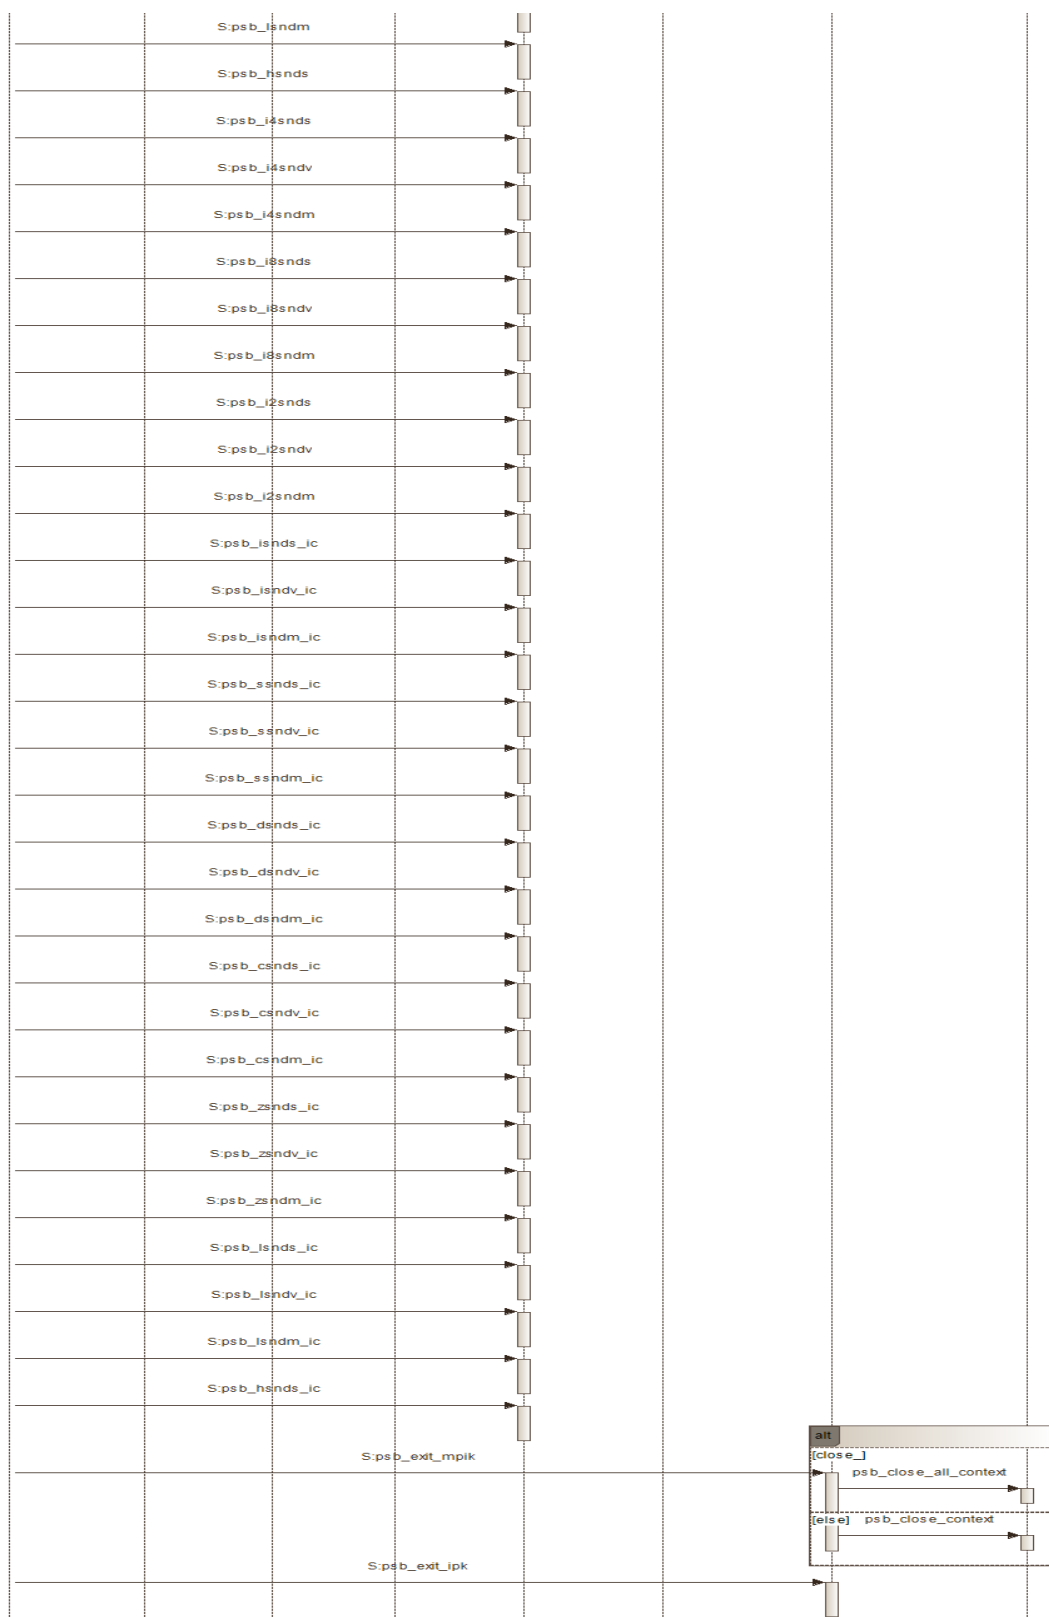 S:psb_lsndm
S:psb_hsnds
S:psb_i4snds
S:psb_i4sndv
S:psb_i4sndm
S:psb_i8snds
S:psb_i8sndv
S:psb_i8sndm
S:psb_i2snds
S:psb_i2sndv
S:psb_i2sndm
S:psb_isnds_ic
S:psb_isndv_ic
S:psb_isndm_ic
S:psb_ssnds_ic
S:psb_ssndv_ic
S:psb_ssndm_ic
S:psb_dsnds_ic
S:psb_dsndv_ic
S:psb_dsndm_ic
S:psb_csnds_ic
S:psb_csndv_ic
S:psb_csndm_ic
S:psb_zsnds_ic
S:psb_zsndv_ic
S:psb_zsndm_ic
S:psb_lsnds_ic
S:psb_lsndv_ic
S:psb_lsndm_ic
S:psb_hsnds_ic
alt
S:psb_exit_mpik
[close_]
psb_close_all_context
[else] psb_close_context
S:psb_exit_ipk